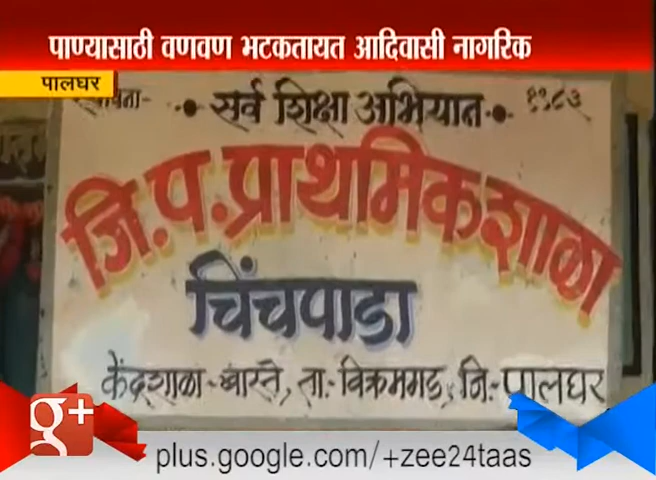 पाण्यासाठी वणवण भटकतायत आदिवासी नागरिक
पालघर
सर्व शिक्षा अभियान १९८३
जि.प.प्राथमिक शाळा
चिंचपाडा
केंद्रशाळा-बास्ते, ता:-विक्रमगड, जि:-पालघर
g+
plus.google.com/+zee24taas